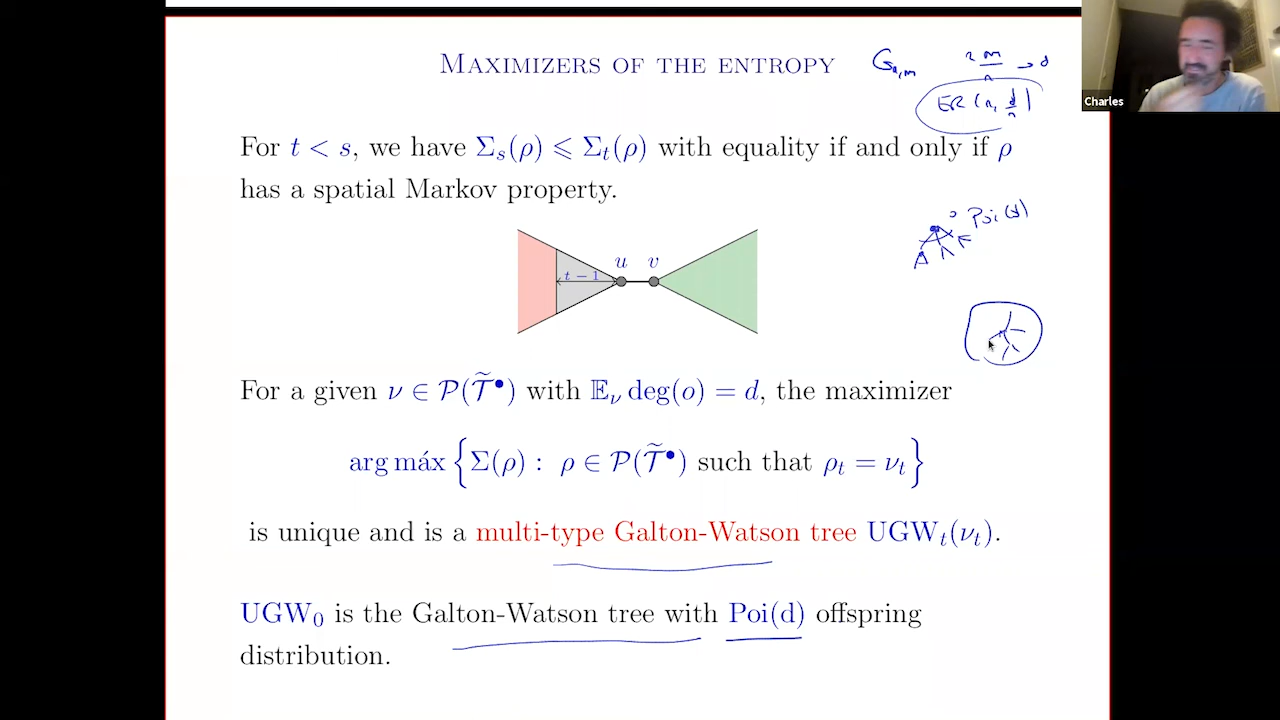 MAXIMIZERS OF THE ENTROPY
G_{n,m} 2m/n → d
ER(n, d/n)
Charles
For t < s, we have Σ_s(ρ) ⩽ Σ_t(ρ) with equality if and only if ρ
has a spatial Markov property.
Poi(d)
t − 1 u v
For a given ν ∈ P(T̃•) with E_ν deg(o) = d, the maximizer
arg máx {Σ(ρ) : ρ ∈ P(T̃•) such that ρ_t = ν_t}
is unique and is a multi-type Galton-Watson tree UGW_t(ν_t).
UGW_0 is the Galton-Watson tree with Poi(d) offspring
distribution.